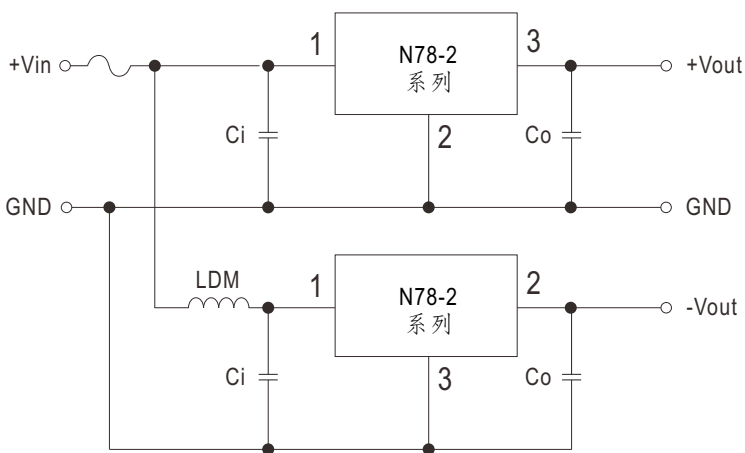 1
N78-2
系列
3
+Vin
+Vout
Ci
2
Co
GND
GND
LDM
1
N78-2
系列
2
-Vout
Ci
3
Co